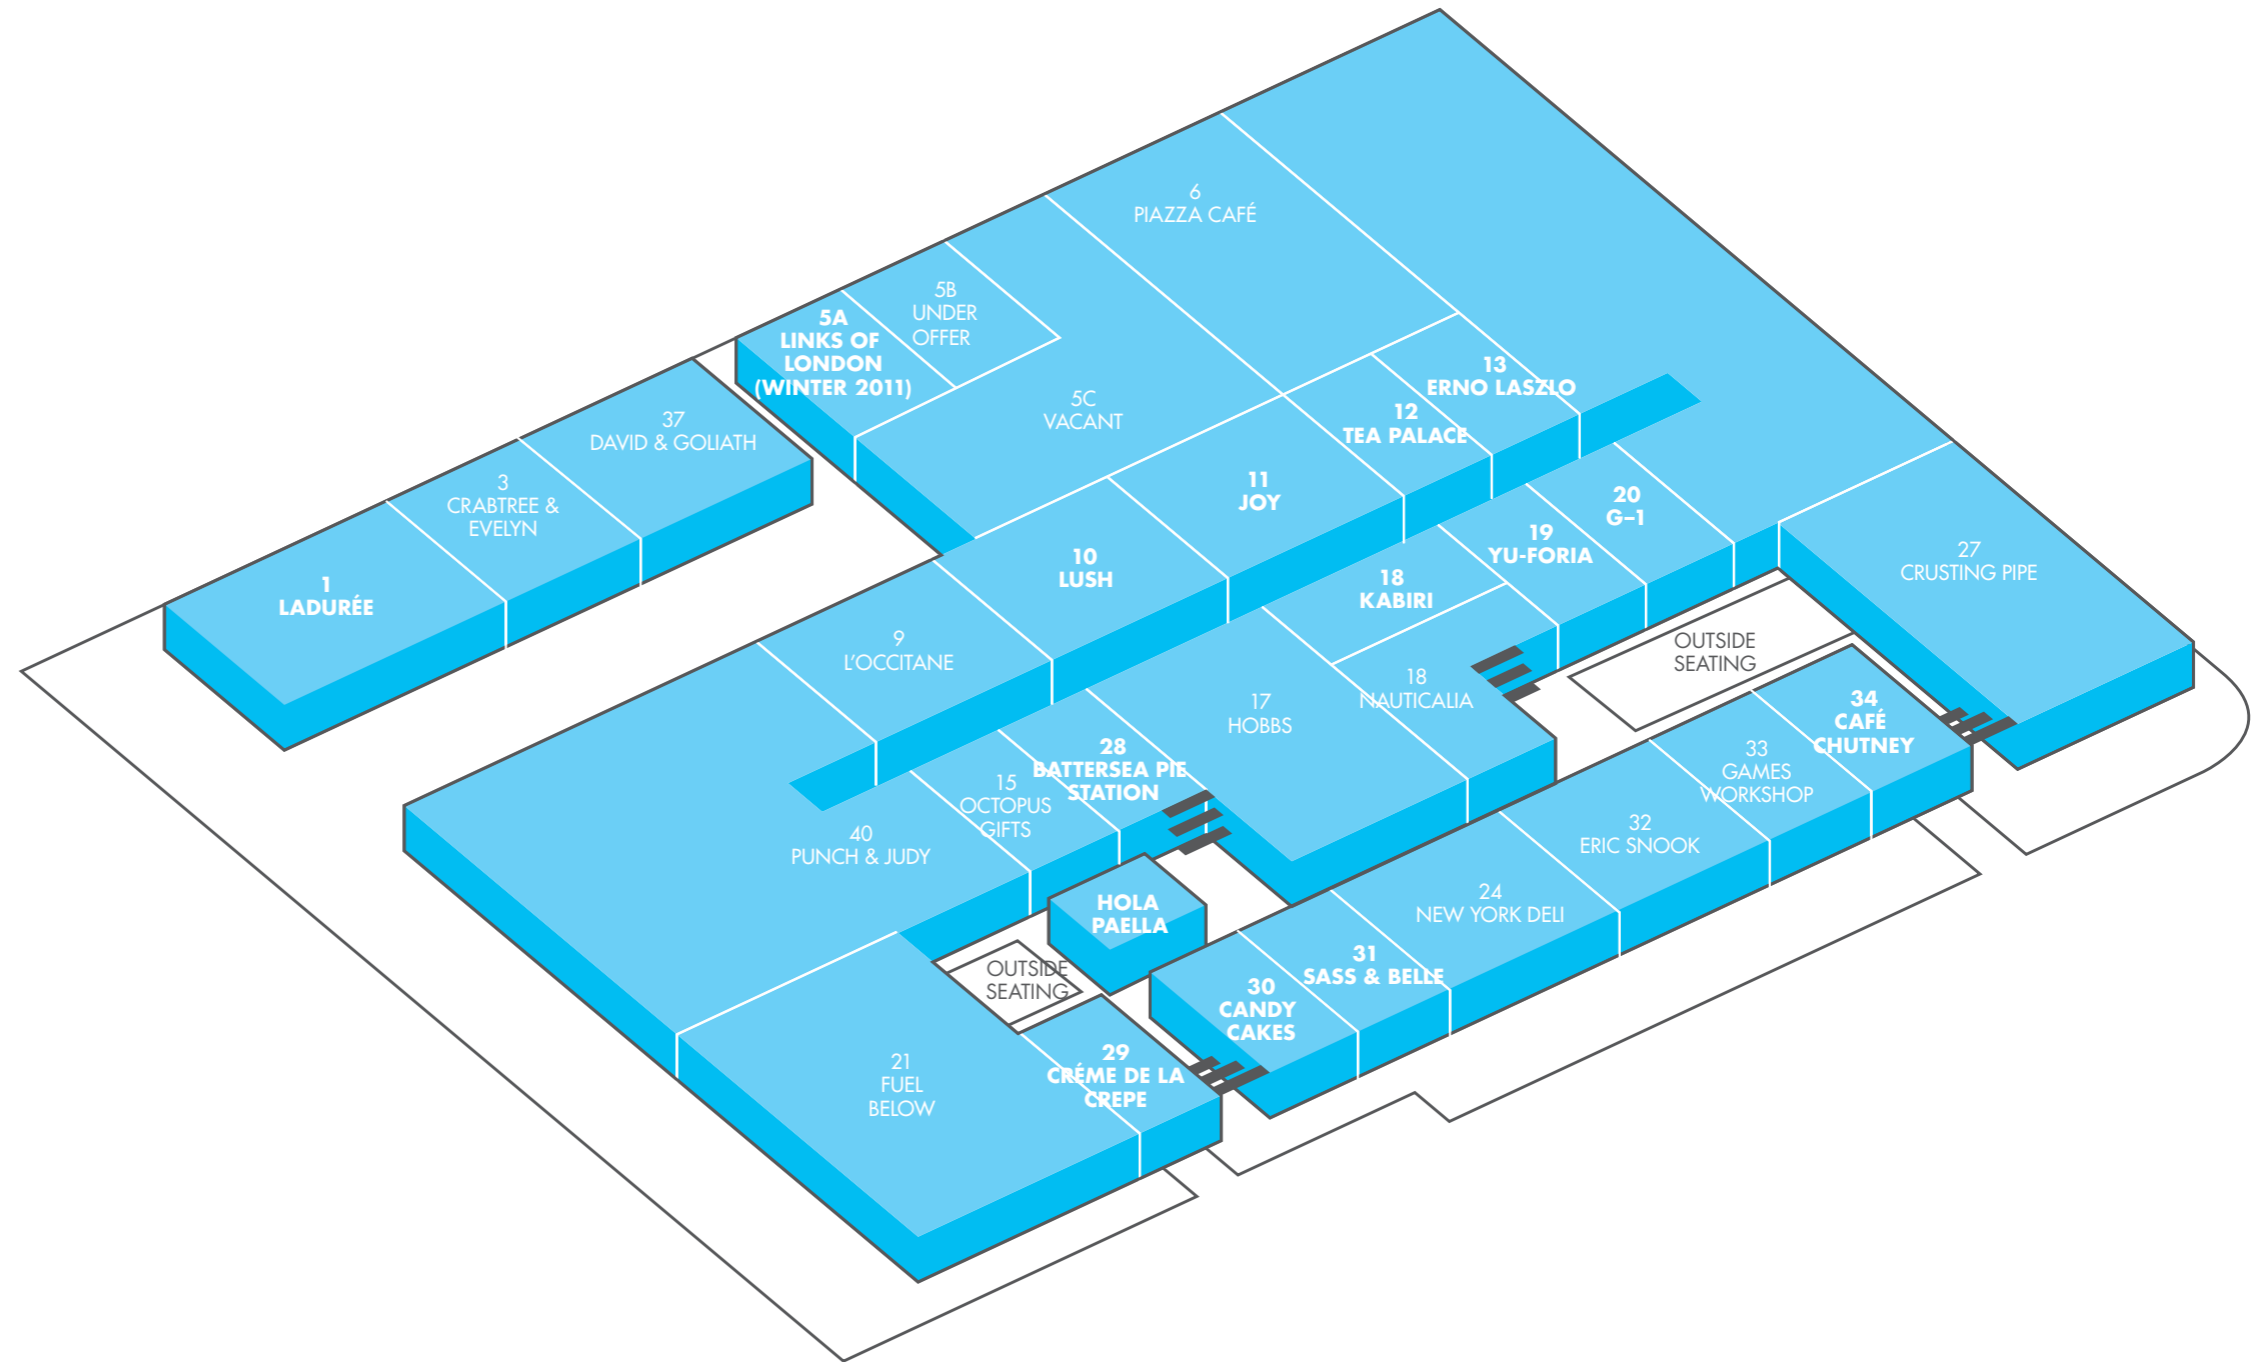 6
PIAZZA CAFÉ
5B
UNDER
OFFER
5A
LINKS OF
LONDON
(WINTER 2011)
5C
VACANT
13
ERNO LASZLO
12
TEA PALACE
37
DAVID & GOLIATH
3
CRABTREE &
EVELYN
1
LADURÉE
11
JOY
10
LUSH
9
L'OCCITANE
20
G–1
19
YU-FORIA
18
KABIRI
18
NAUTICALIA
17
HOBBS
27
CRUSTING PIPE
OUTSIDE
SEATING
34
CAFÉ
CHUTNEY
33
GAMES
WORKSHOP
32
ERIC SNOOK
24
NEW YORK DELI
28
BATTERSEA PIE
STATION
15
OCTOPUS
GIFTS
40
PUNCH & JUDY
HOLA
PAELLA
OUTSIDE
SEATING
31
SASS & BELLE
30
CANDY
CAKES
29
CRÉME DE LA
CREPE
21
FUEL
BELOW